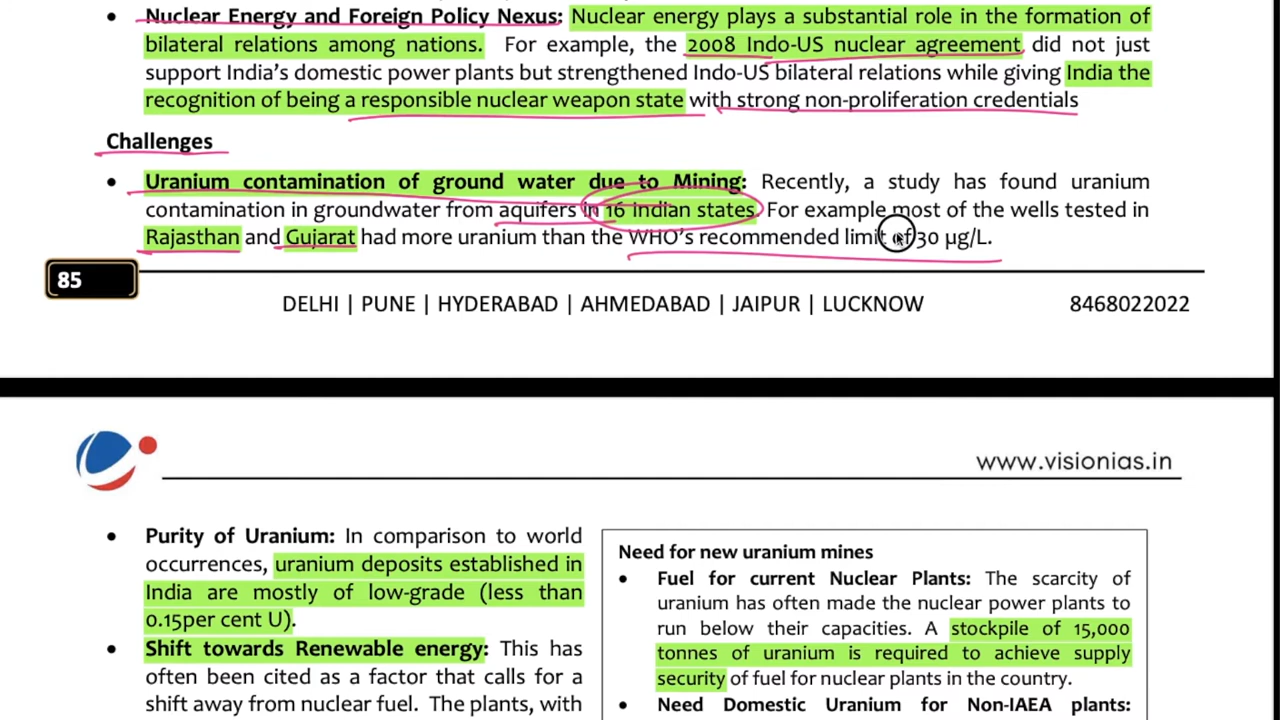 • Nuclear Energy and Foreign Policy Nexus: Nuclear energy plays a substantial role in the formation of
bilateral relations among nations. For example, the 2008 Indo-US nuclear agreement did not just
support India's domestic power plants but strengthened Indo-US bilateral relations while giving India the
recognition of being a responsible nuclear weapon state with strong non-proliferation credentials
Challenges
• Uranium contamination of ground water due to Mining: Recently, a study has found uranium
contamination in groundwater from aquifers in 16 Indian states. For example most of the wells tested in
Rajasthan and Gujarat had more uranium than the WHO's recommended limit of 30 µg/L.
85
DELHI | PUNE | HYDERABAD | AHMEDABAD | JAIPUR | LUCKNOW 8468022022
www.visionias.in
• Purity of Uranium: In comparison to world
occurrences, uranium deposits established in
India are mostly of low-grade (less than
0.15per cent U).
• Shift towards Renewable energy: This has
often been cited as a factor that calls for a
shift away from nuclear fuel. The plants, with
Need for new uranium mines
• Fuel for current Nuclear Plants: The scarcity of
uranium has often made the nuclear power plants to
run below their capacities. A stockpile of 15,000
tonnes of uranium is required to achieve supply
security of fuel for nuclear plants in the country.
• Need Domestic Uranium for Non-IAEA plants: